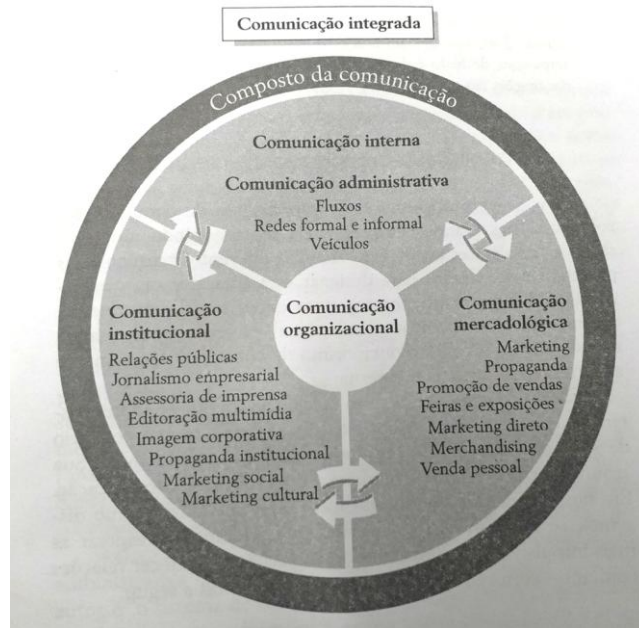 Comunicação integrada
Composto da comunicação
Comunicação interna
Comunicação administrativa
Fluxos
Redes formal e informal
Veículos
Comunicação
organizacional
Comunicação
institucional
Relações públicas
Jornalismo empresarial
Assessoria de imprensa
Editoração multimídia
Imagem corporativa
Propaganda institucional
Marketing social
Marketing cultural
Comunicação
mercadológica
Marketing
Propaganda
Promoção de vendas
Feiras e exposições
Marketing direto
Merchandising
Venda pessoal